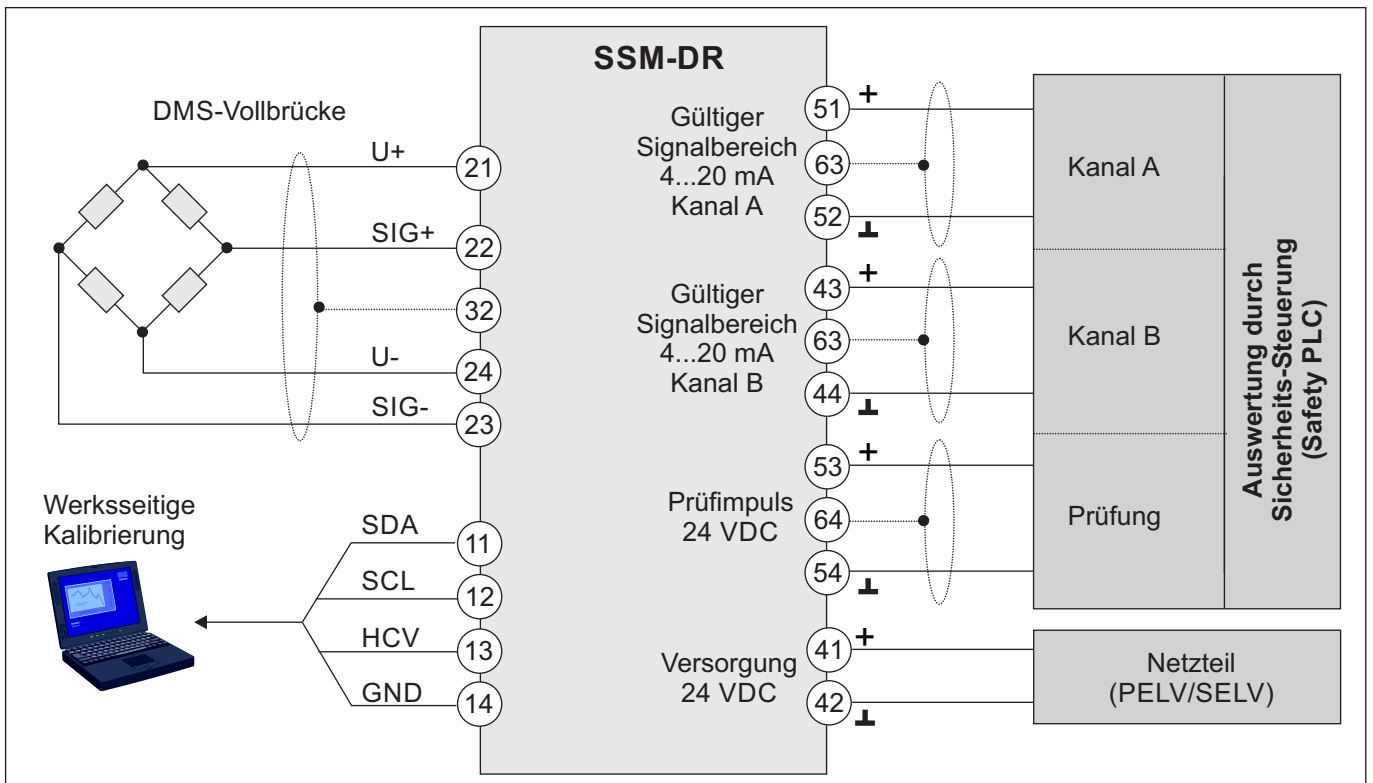 SSM-DR
DMS-Vollbrücke
U+
21
SIG+
22
32
U-
24
SIG-
23
Werksseitige
Kalibrierung
SDA
11
SCL
12
HCV
13
GND
14
Gültiger
Signalbereich
4...20 mA
Kanal A
51
+
63
52
Gültiger
Signalbereich
4...20 mA
Kanal B
43
+
63
44
Prüfimpuls
24 VDC
53
+
64
54
Versorgung
24 VDC
41
+
42
Kanal A
Kanal B
Prüfung
Auswertung durch
Sicherheits-Steuerung
(Safety PLC)
Netzteil
(PELV/SELV)